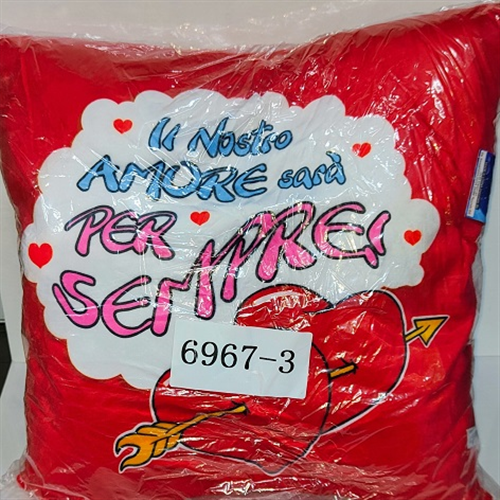 Il Nostro
AMORE sarà
PER
SEMPRE!
6967-3